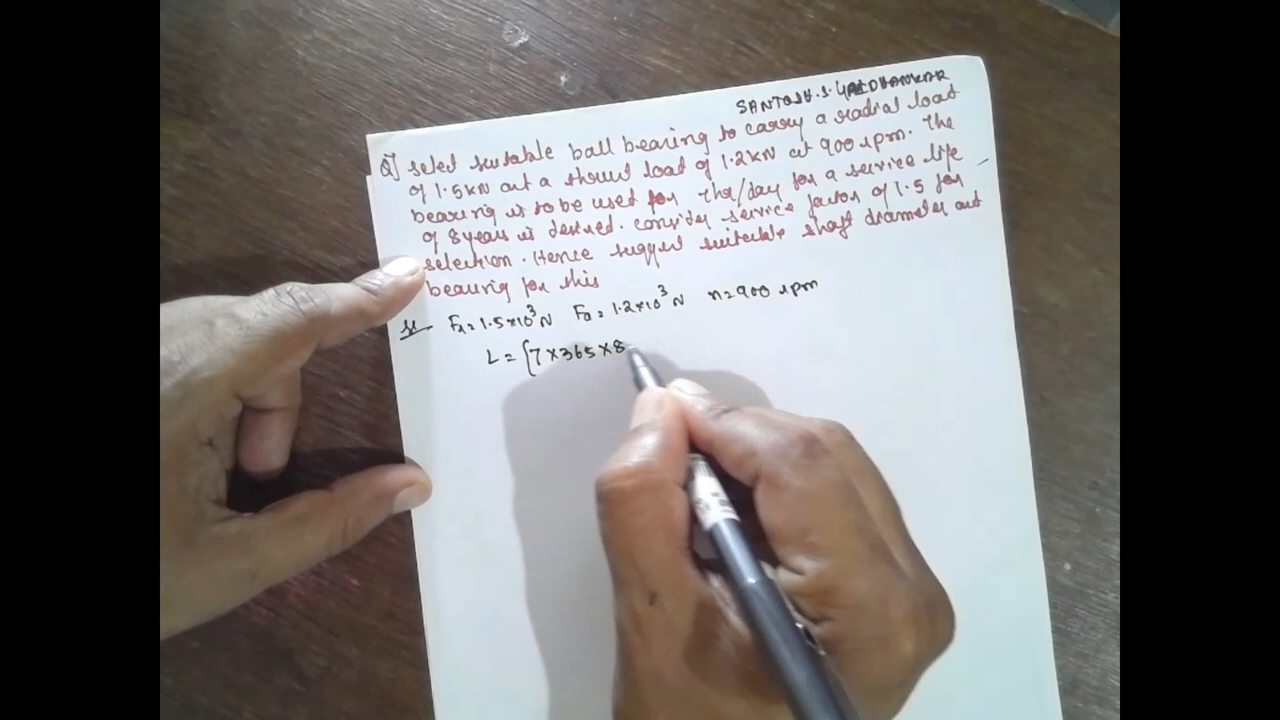 SANTOSH.S.
Q] select suitable ball bearing to carry a radial load
of 1.5KN and a thrust load of 1.2KN at 900 rpm. The
bearing is to be used for 7hr/day for a service life
of 8years is desired. Consider service factor of 1.5 for
selection. Hence suggest suitable shaft diameter and
bearing for this
Sol Fr=1.5×10³N Fa=1.2×10³N n=900 rpm
L=[7×365×8